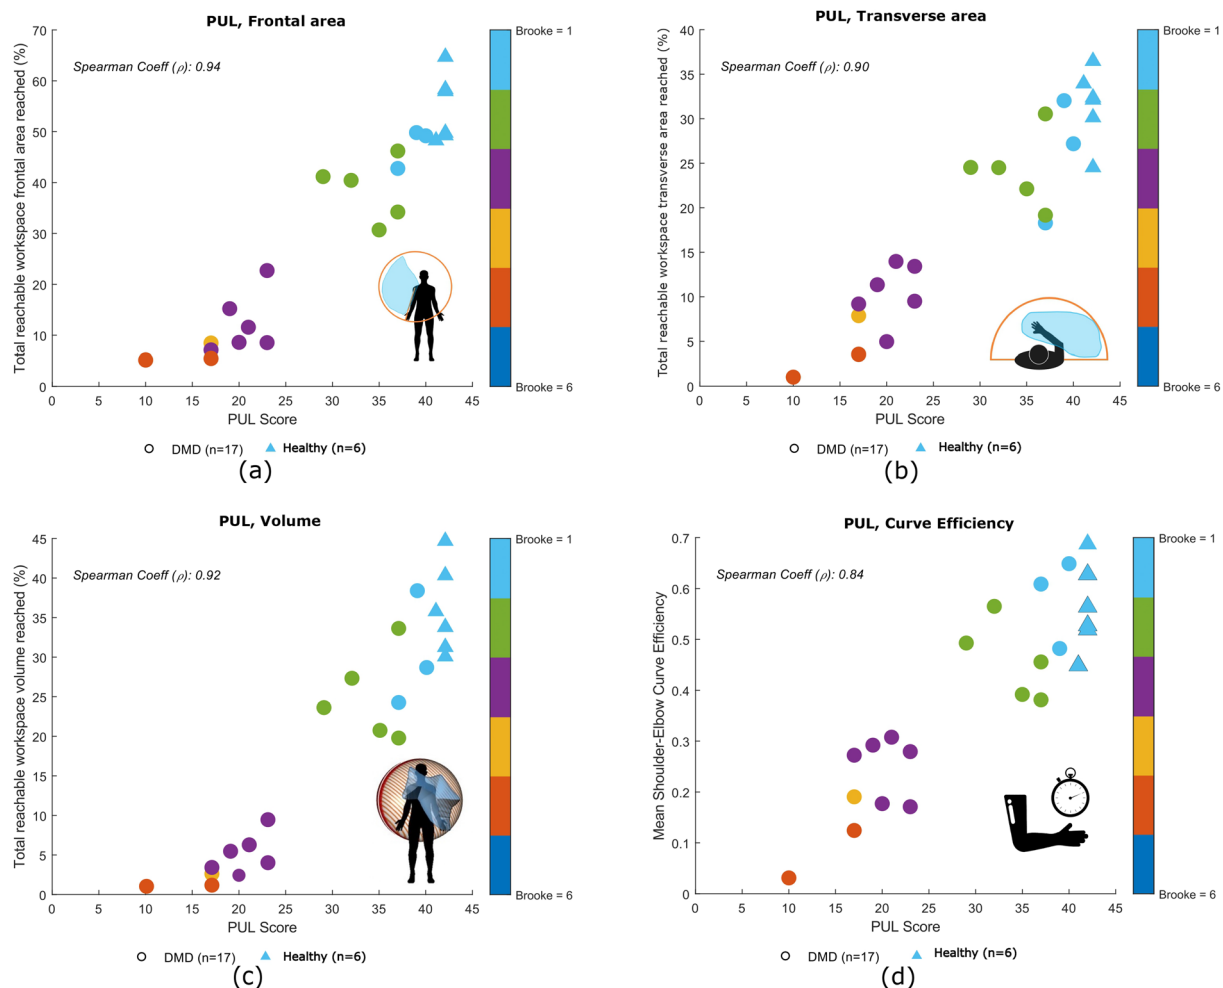 PUL, Frontal area
Spearman Coeff (ρ): 0.94
Total reachable workspace frontal area reached (%)
70
60
50
40
30
20
10
0
0 5 10 15 20 25 30 35 40 45
PUL Score
Brooke = 1
Brooke = 6
DMD (n=17) Healthy (n=6)
(a)
PUL, Transverse area
Spearman Coeff (ρ): 0.90
Total reachable workspace transverse area reached (%)
40
35
30
25
20
15
10
5
0
0 5 10 15 20 25 30 35 40 45
PUL Score
Brooke = 1
Brooke = 6
DMD (n=17) Healthy (n=6)
(b)
PUL, Volume
Spearman Coeff (ρ): 0.92
Total reachable workspace volume reached (%)
45
40
35
30
25
20
15
10
5
0
0 5 10 15 20 25 30 35 40 45
PUL Score
Brooke = 1
Brooke = 6
DMD (n=17) Healthy (n=6)
(c)
PUL, Curve Efficiency
Spearman Coeff (ρ): 0.84
Mean Shoulder-Elbow Curve Efficiency
0.7
0.6
0.5
0.4
0.3
0.2
0.1
0
0 5 10 15 20 25 30 35 40 45
PUL Score
Brooke = 1
Brooke = 6
DMD (n=17) Healthy (n=6)
(d)